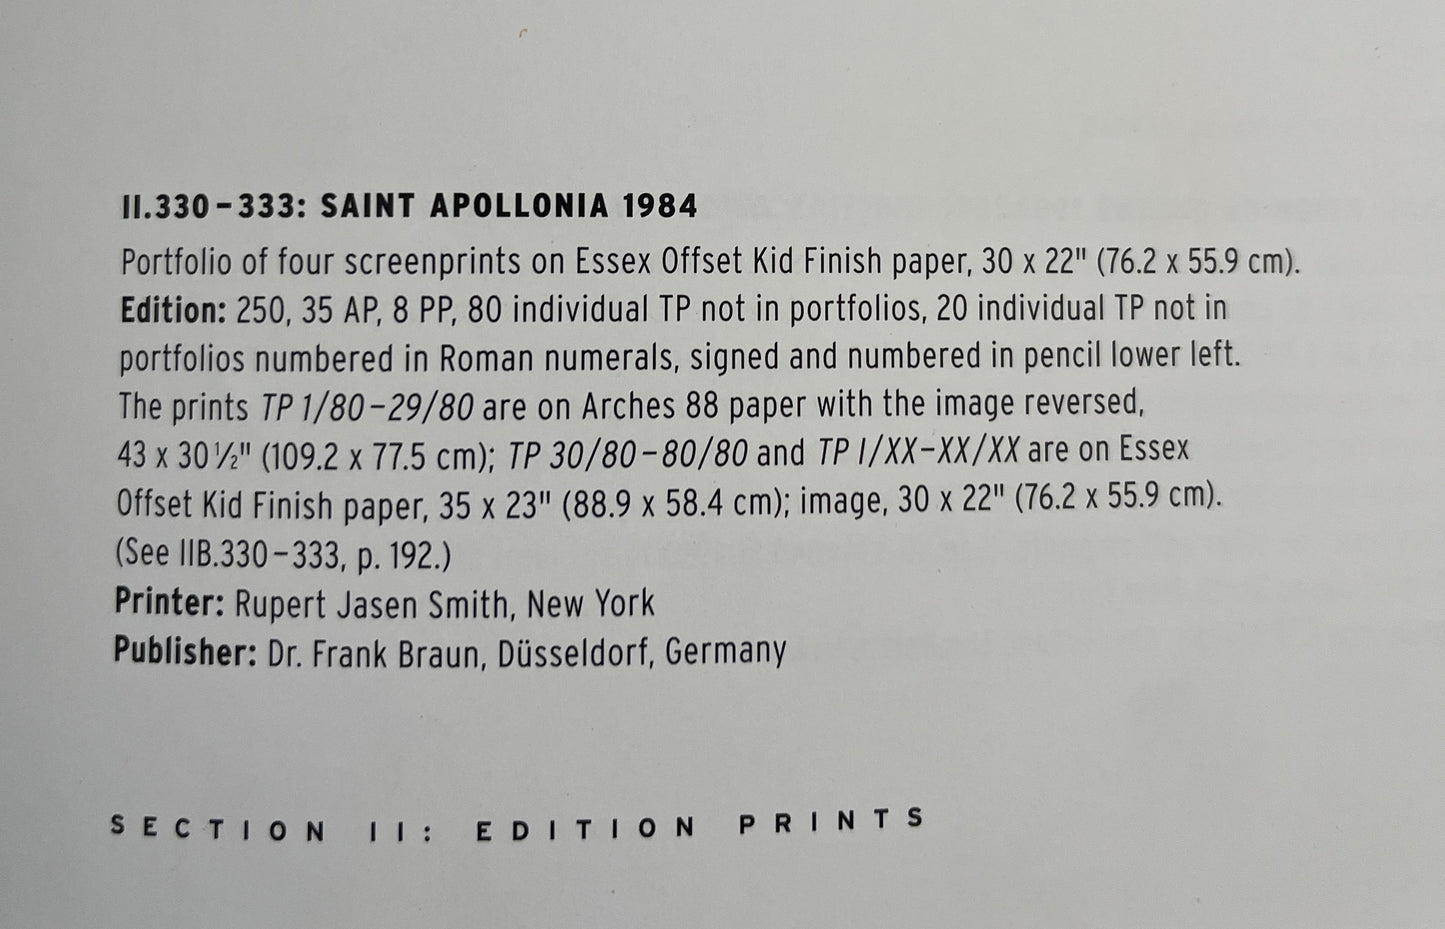 II.330–333: SAINT APOLLONIA 1984
Portfolio of four screenprints on Essex Offset Kid Finish paper, 30 x 22" (76.2 x 55.9 cm).
Edition: 250, 35 AP, 8 PP, 80 individual TP not in portfolios, 20 individual TP not in
portfolios numbered in Roman numerals, signed and numbered in pencil lower left.
The prints TP 1/80–29/80 are on Arches 88 paper with the image reversed,
43 x 30 ½" (109.2 x 77.5 cm); TP 30/80–80/80 and TP I/XX–XX/XX are on Essex
Offset Kid Finish paper, 35 x 23" (88.9 x 58.4 cm); image, 30 x 22" (76.2 x 55.9 cm).
(See IIB.330–333, p. 192.)
Printer: Rupert Jasen Smith, New York
Publisher: Dr. Frank Braun, Düsseldorf, Germany
SECTION II: EDITION PRINTS